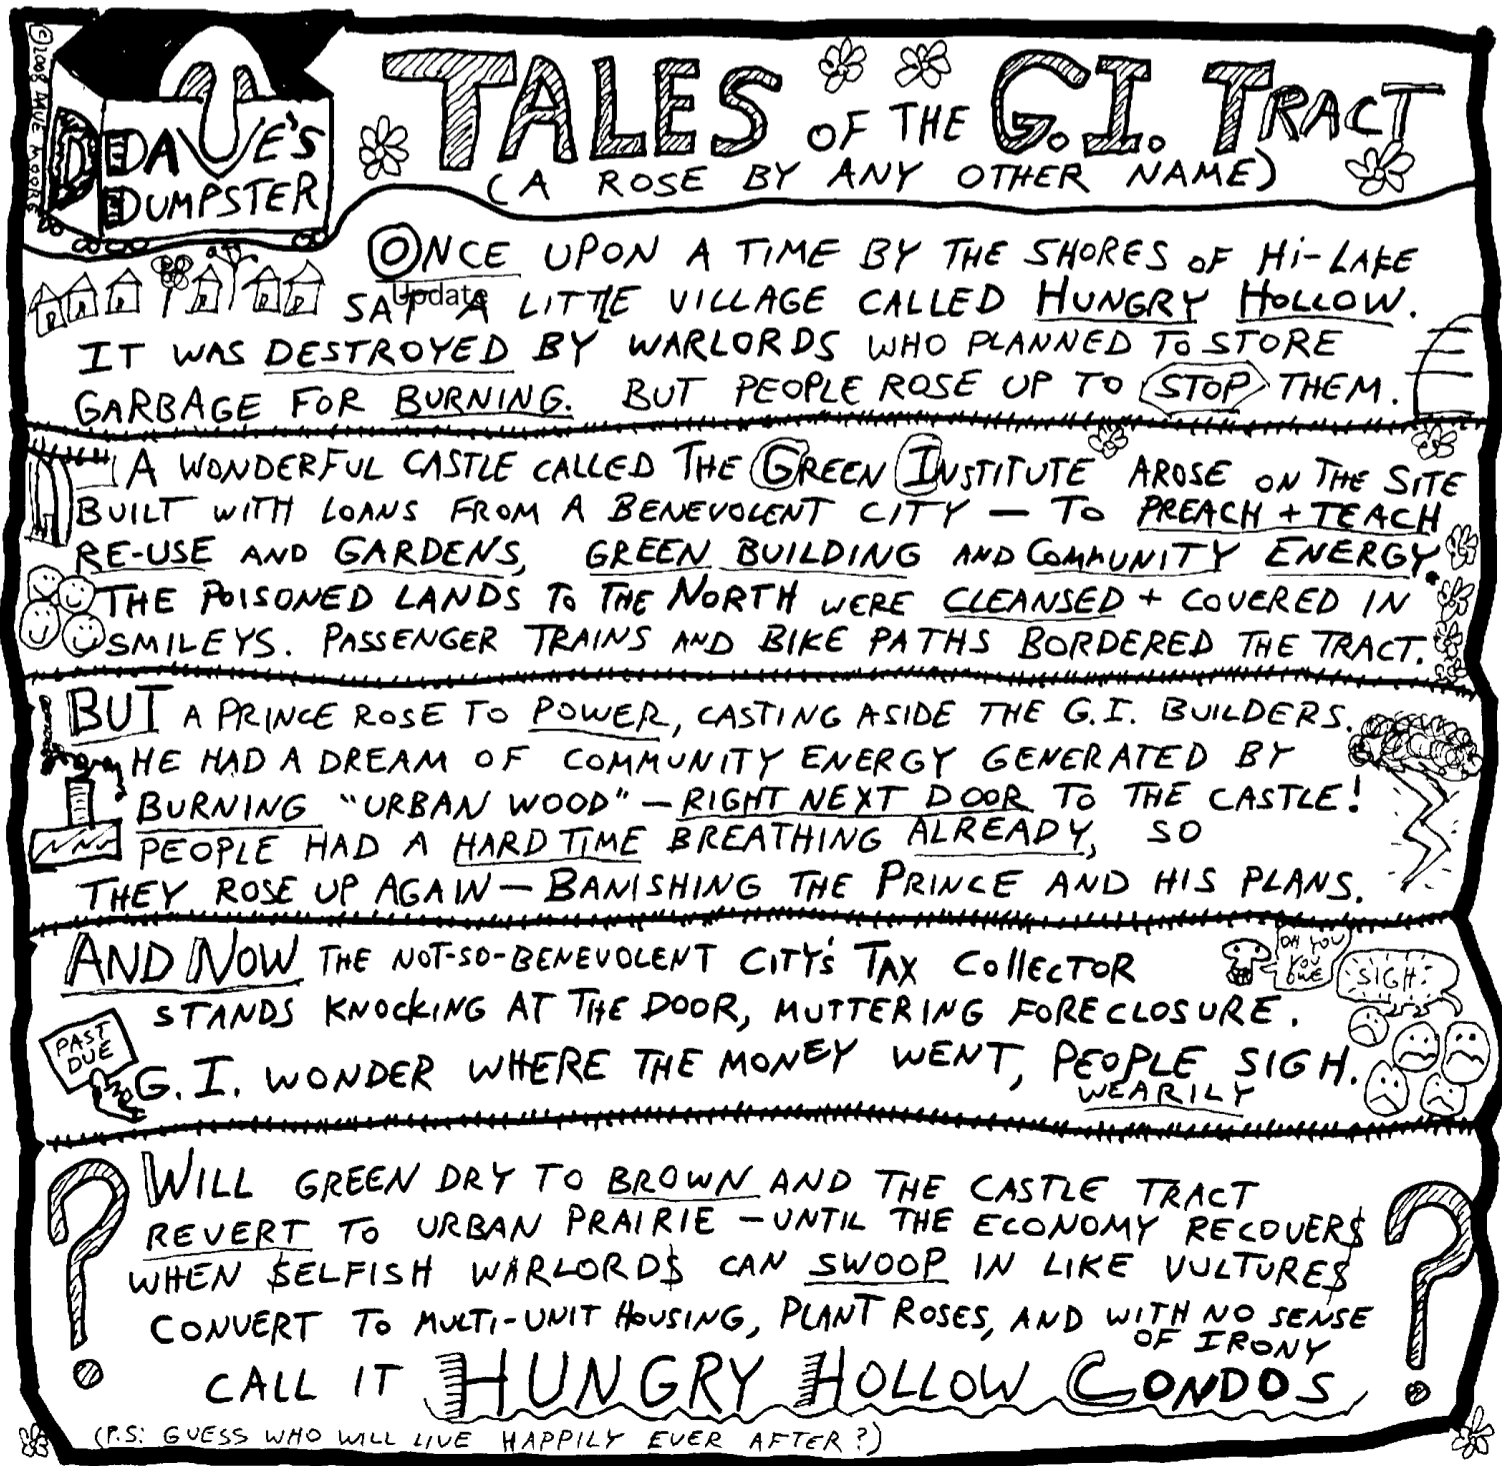 ©2008 DAVE MOORE
DAVE'S
DUMPSTER
TALES OF THE G.I. TRACT
(A ROSE BY ANY OTHER NAME)
ONCE UPON A TIME BY THE SHORES OF Hi-LAKE
Update
SAT A LITTLE VILLAGE CALLED HUNGRY HOLLOW.
IT WAS DESTROYED BY WARLORDS WHO PLANNED TO STORE
GARBAGE FOR BURNING. BUT PEOPLE ROSE UP TO STOP THEM.
A WONDERFUL CASTLE CALLED THE GREEN INSTITUTE AROSE ON THE SITE
BUILT WITH LOANS FROM A BENEVOLENT CITY — TO PREACH + TEACH
RE-USE AND GARDENS, GREEN BUILDING AND COMMUNITY ENERGY.
THE POISONED LANDS TO THE NORTH WERE CLEANSED + COVERED IN
SMILEYS. PASSENGER TRAINS AND BIKE PATHS BORDERED THE TRACT.
BUT A PRINCE ROSE TO POWER, CASTING ASIDE THE G.I. BUILDERS.
HE HAD A DREAM OF COMMUNITY ENERGY GENERATED BY
BURNING "URBAN WOOD" — RIGHT NEXT DOOR TO THE CASTLE!
PEOPLE HAD A HARD TIME BREATHING ALREADY, SO
THEY ROSE UP AGAIN — BANISHING THE PRINCE AND HIS PLANS.
AND NOW THE NOT-SO-BENEVOLENT CITY'S TAX COLLECTOR
OH YOU
YOU
OWE
SIGH.
STANDS KNOCKING AT THE DOOR, MUTTERING FORECLOSURE.
PAST
DUE
G.I. WONDER WHERE THE MONEY WENT, PEOPLE SIGH.
WEARILY
WILL GREEN DRY TO BROWN AND THE CASTLE TRACT
REVERT TO URBAN PRAIRIE — UNTIL THE ECONOMY RECOVER$
WHEN $ELFISH WARLORD$ CAN SWOOP IN LIKE VULTURE$
CONVERT TO MULTI-UNIT HOUSING, PLANT ROSES, AND WITH NO SENSE
OF IRONY
CALL IT HUNGRY HOLLOW CONDOS
?
?
(P.S: GUESS WHO WILL LIVE HAPPILY EVER AFTER?)